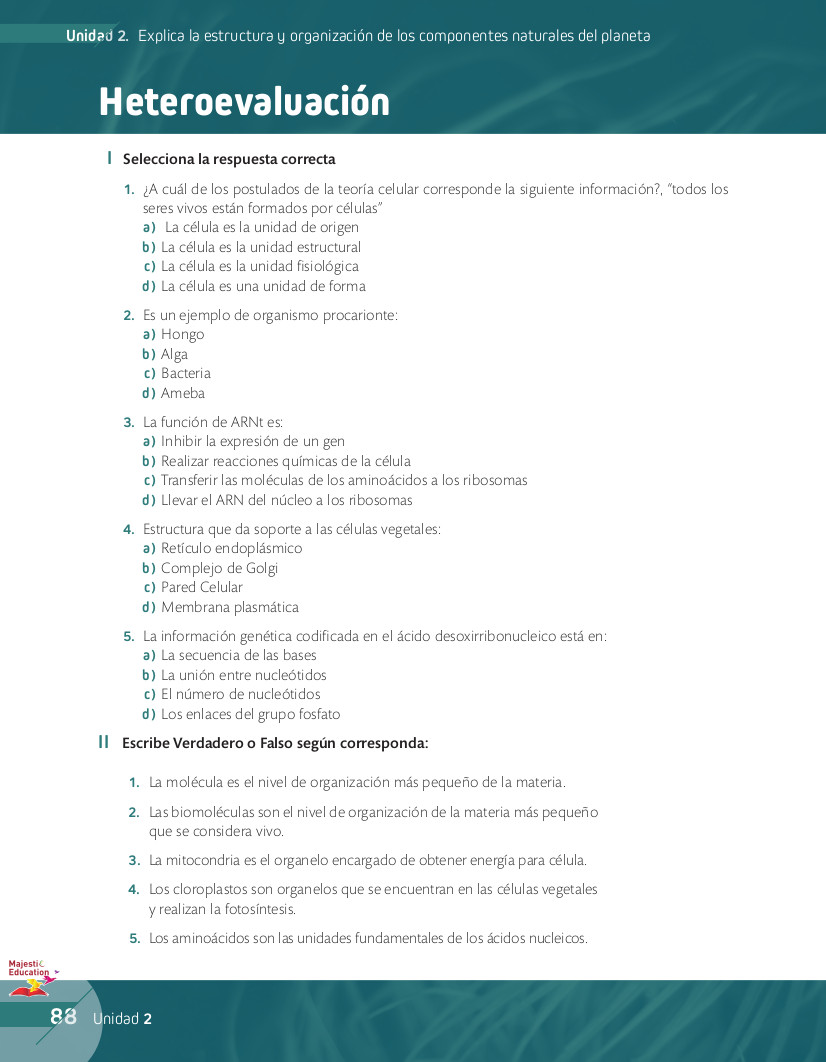 Unidad 2. Explica la estructura y organización de los componentes naturales del planeta
Heteroevaluación
I Selecciona la respuesta correcta
1. ¿A cuál de los postulados de la teoría celular corresponde la siguiente información?, “todos los
seres vivos están formados por células”
a) La célula es la unidad de origen
b) La célula es la unidad estructural
c) La célula es la unidad fisiológica
d) La célula es una unidad de forma
2. Es un ejemplo de organismo procarionte:
a) Hongo
b) Alga
c) Bacteria
d) Ameba
3. La función de ARNt es:
a) Inhibir la expresión de un gen
b) Realizar reacciones químicas de la célula
c) Transferir las moléculas de los aminoácidos a los ribosomas
d) Llevar el ARN del núcleo a los ribosomas
4. Estructura que da soporte a las células vegetales:
a) Retículo endoplásmico
b) Complejo de Golgi
c) Pared Celular
d) Membrana plasmática
5. La información genética codificada en el ácido desoxirribonucleico está en:
a) La secuencia de las bases
b) La unión entre nucleótidos
c) El número de nucleótidos
d) Los enlaces del grupo fosfato
II Escribe Verdadero o Falso según corresponda:
1. La molécula es el nivel de organización más pequeño de la materia.
2. Las biomoléculas son el nivel de organización de la materia más pequeño
que se considera vivo.
3. La mitocondria es el organelo encargado de obtener energía para célula.
4. Los cloroplastos son organelos que se encuentran en las células vegetales
y realizan la fotosíntesis.
5. Los aminoácidos son las unidades fundamentales de los ácidos nucleicos.
Majestic
Education
88 Unidad 2